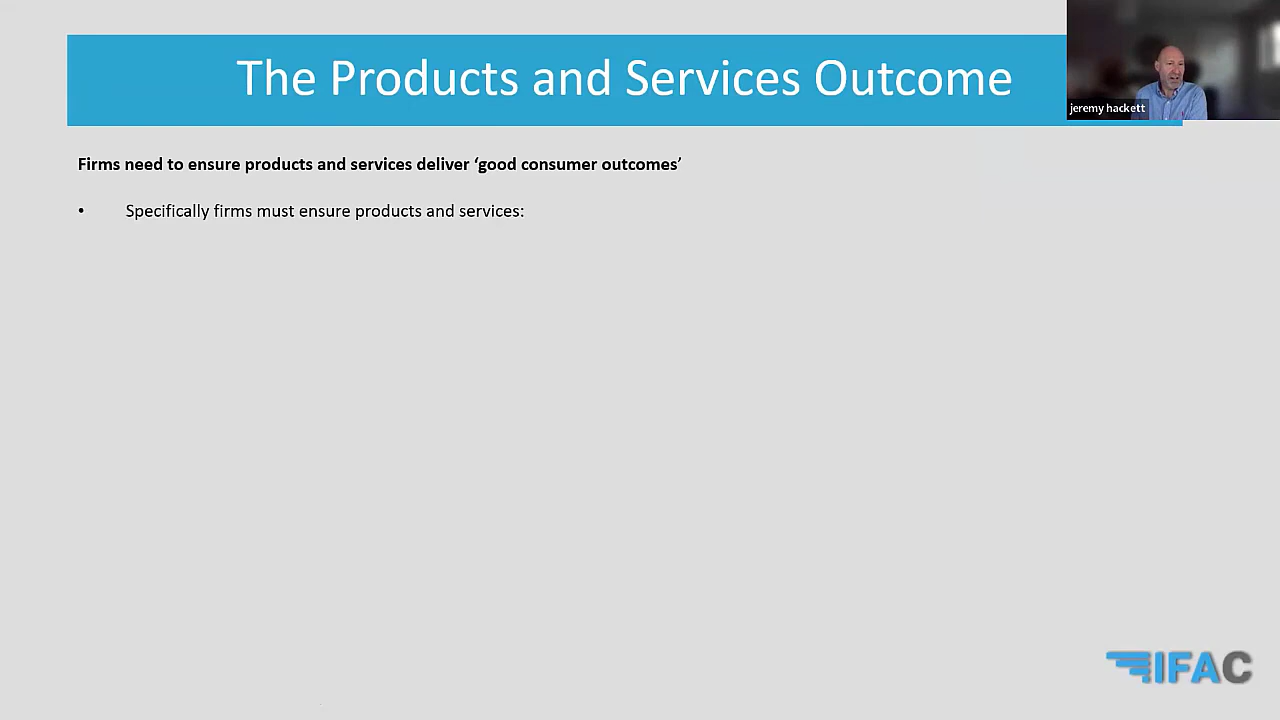 The Products and Services Outcome
jeremy hackett
Firms need to ensure products and services deliver ‘good consumer outcomes’
• Specifically firms must ensure products and services:
IFAC